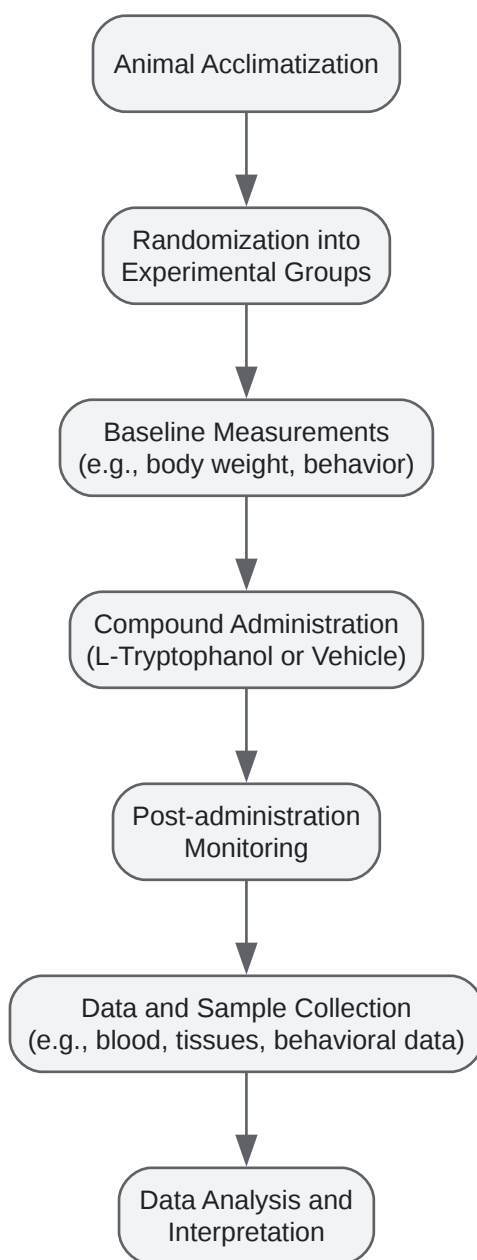 Animal Acclimatization
Randomization into
Experimental Groups
Baseline Measurements
(e.g., body weight, behavior)
Compound Administration
(L-Tryptophanol or Vehicle)
Post-administration
Monitoring
Data and Sample Collection
(e.g., blood, tissues, behavioral data)
Data Analysis and
Interpretation